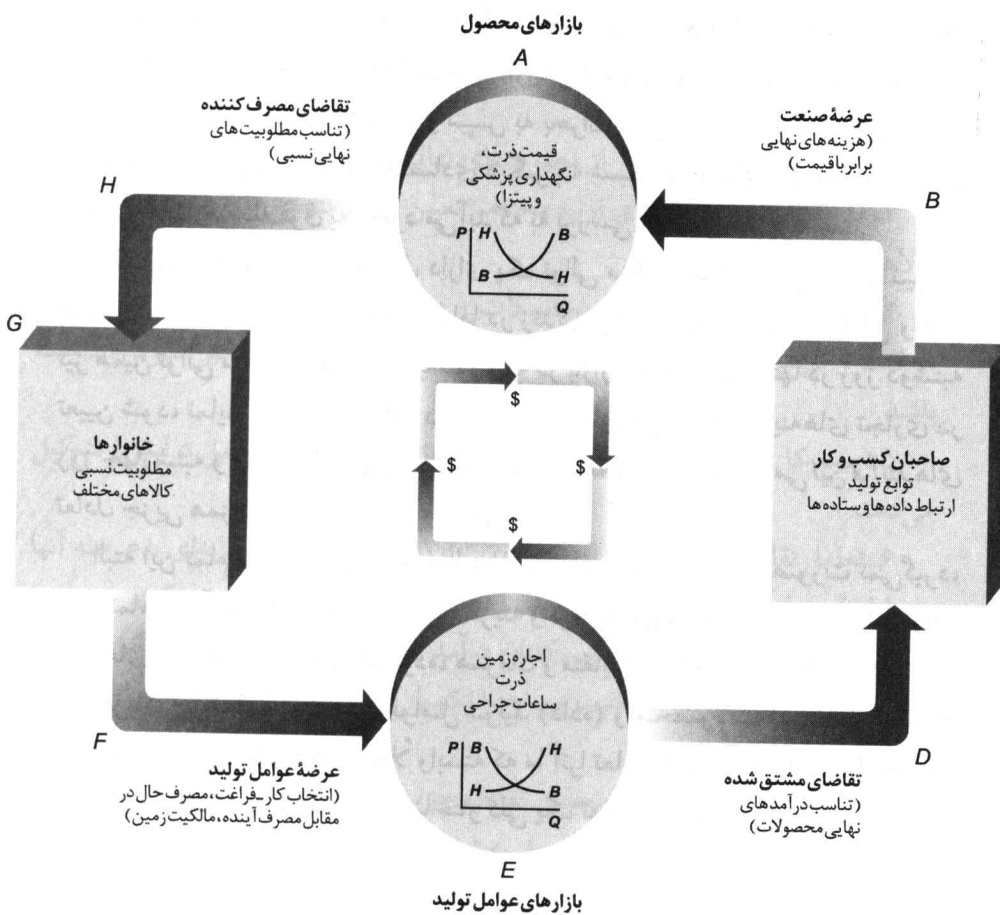 بازارهای محصول
A
تقاضای مصرف کننده
(تناسب مطلوبیت‌های
نهایی نسبی)
H
قیمت ذرت،
نگهداری پزشکی
و پیتزا)
P H B
B H
Q
عرضهٔ صنعت
(هزینه‌های نهایی
برابر با قیمت)
B
G
خانوارها
مطلوبیت نسبی
کالاهای مختلف
$
$
$
$
صاحبان کسب و کار
توابع تولید
ارتباط داده‌ها و ستاده‌ها
F
عرضهٔ عوامل تولید
(انتخاب کار ـ فراغت، مصرف حال در
مقابل مصرف آینده، مالکیت زمین)
اجاره زمین
ذرت
ساعات جراحی
P B H
H B
Q
D
تقاضای مشتق شده
(تناسب درآمدهای
نهایی محصولات)
E
بازارهای عوامل تولید